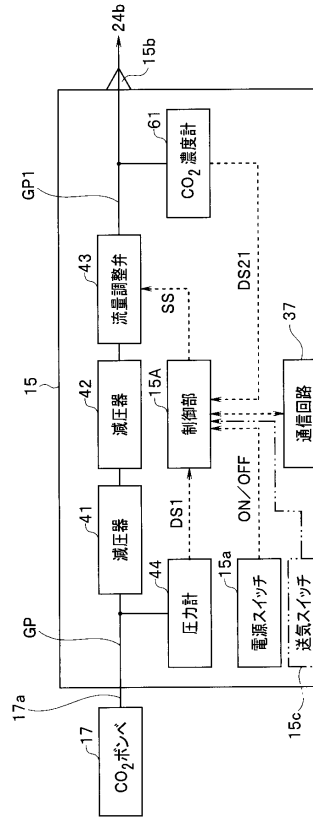 24b
15b
15
GP1
61
CO2 濃度計
43
流量調整弁
SS
DS21
42
減圧器
15A
制御部
37
通信回路
41
減圧器
DS1
ON/OFF
GP
44
圧力計
15a
電源スイッチ
送気スイッチ
15c
17a
17
CO2ボンベ